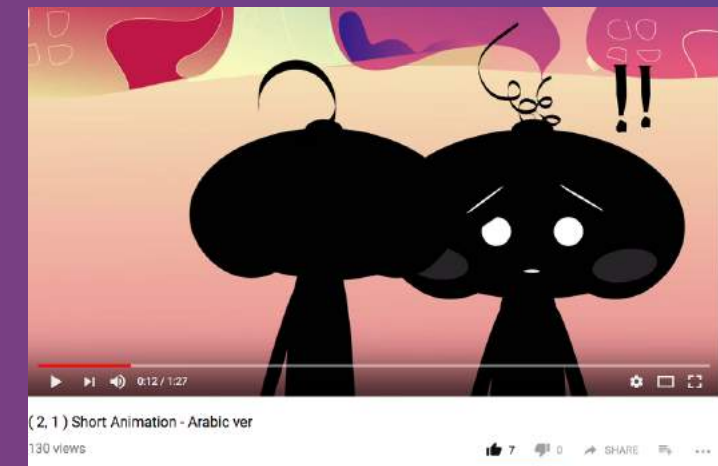 !!
0:12 / 1:27
( 2, 1 ) Short Animation - Arabic ver
130 views
7 0 SHARE